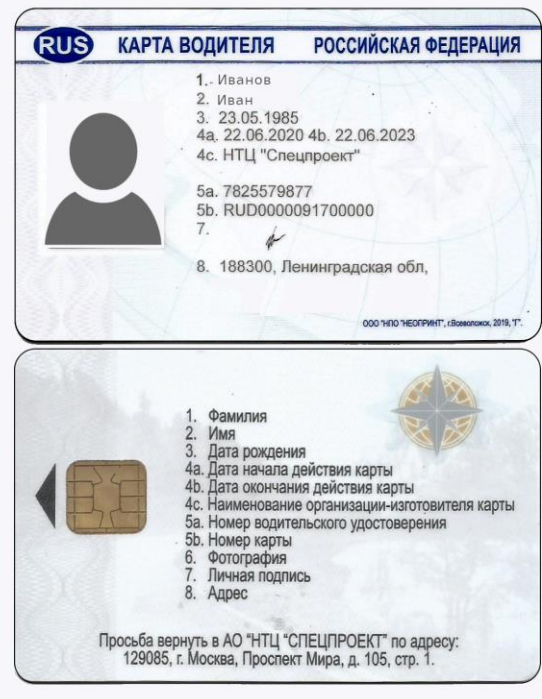 RUS КАРТА ВОДИТЕЛЯ РОССИЙСКАЯ ФЕДЕРАЦИЯ
1. Иванов
2. Иван
3. 23.05.1985
4a. 22.06.2020 4b. 22.06.2023
4c. НТЦ "Спецпроект"
5a. 7825579877
5b. RUD0000091700000
7.
8. 188300, Ленинградская обл,
ООО "НПО "НЕОПРИНТ", г.Всеволожск, 2019, "Г".
1. Фамилия
2. Имя
3. Дата рождения
4a. Дата начала действия карты
4b. Дата окончания действия карты
4c. Наименование организации-изготовителя карты
5a. Номер водительского удостоверения
5b. Номер карты
6. Фотография
7. Личная подпись
8. Адрес
Просьба вернуть в АО "НТЦ "СПЕЦПРОЕКТ" по адресу:
129085, г. Москва, Проспект Мира, д. 105, стр. 1.